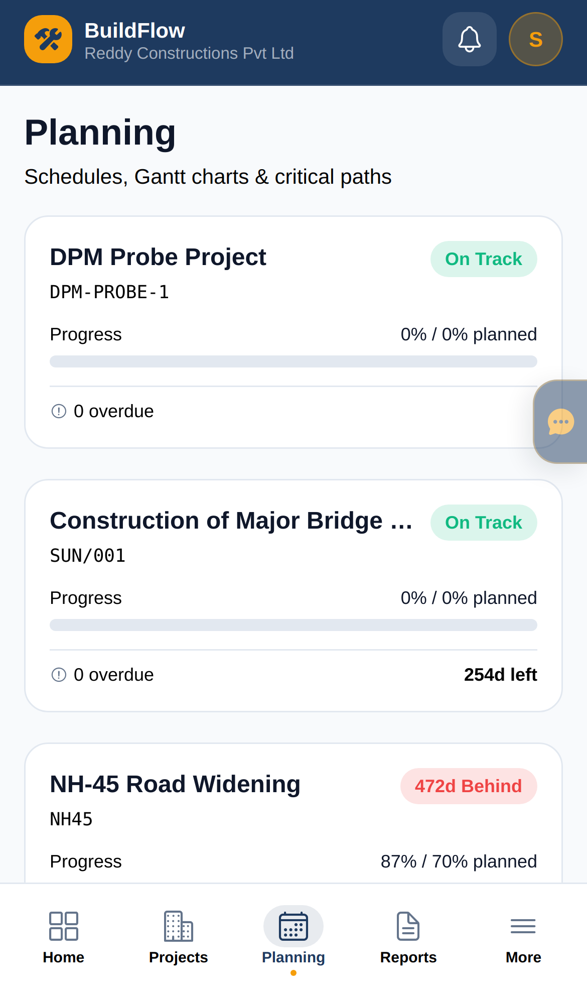 BuildFlow
Reddy Constructions Pvt Ltd
S
Planning
Schedules, Gantt charts & critical paths
DPM Probe Project
On Track
DPM-PROBE-1
Progress
0% / 0% planned
0 overdue
Construction of Major Bridge ...
On Track
SUN/001
Progress
0% / 0% planned
0 overdue
254d left
NH-45 Road Widening
472d Behind
NH45
Progress
87% / 70% planned
Home
Projects
Planning
Reports
More